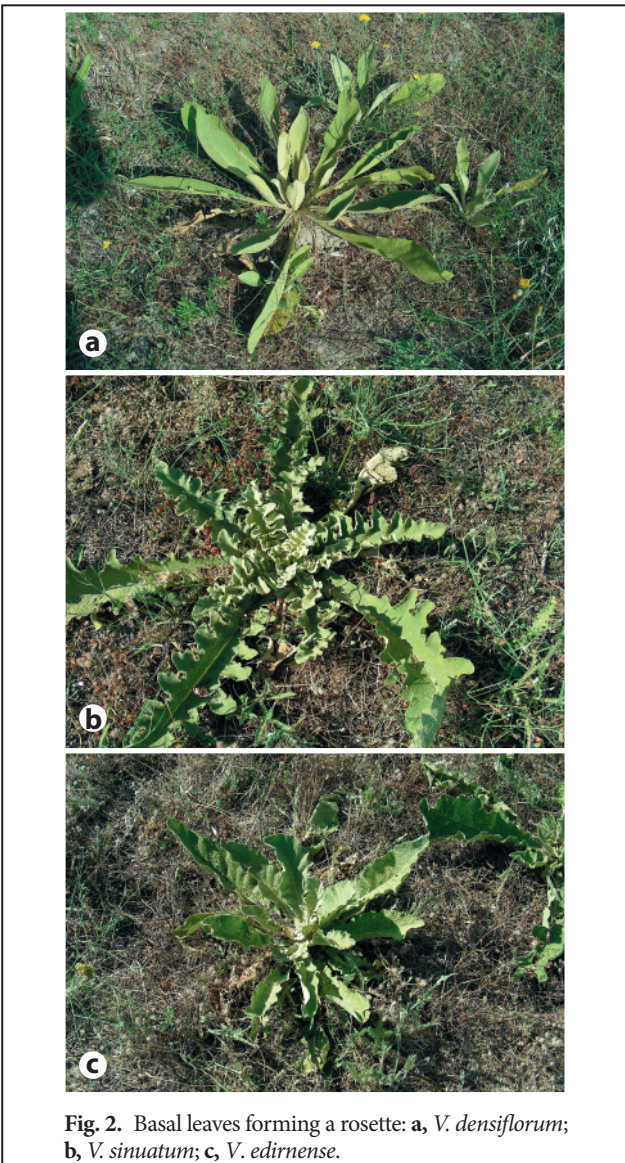 a
b
c
Fig. 2. Basal leaves forming a rosette: a, V. densiflorum;
b, V. sinuatum; c, V. edirnense.